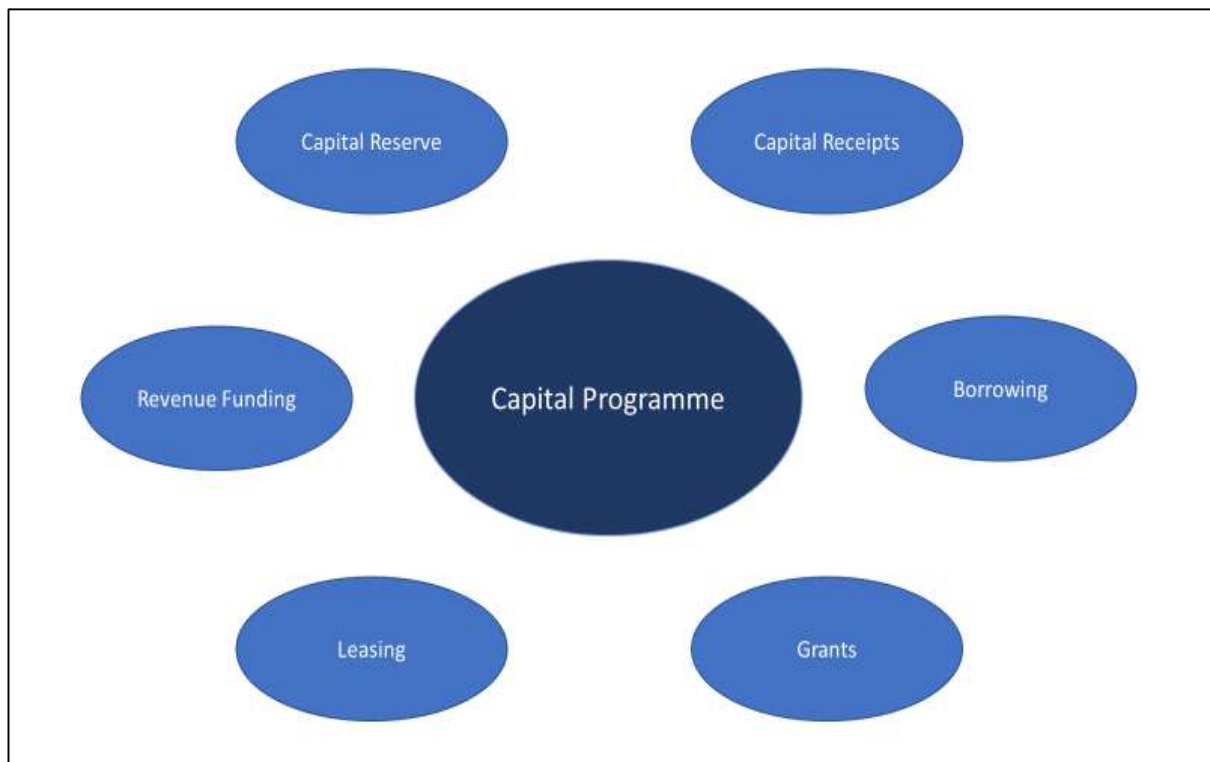 Capital Reserve
Capital Receipts
Revenue Funding
Capital Programme
Borrowing
Leasing
Grants